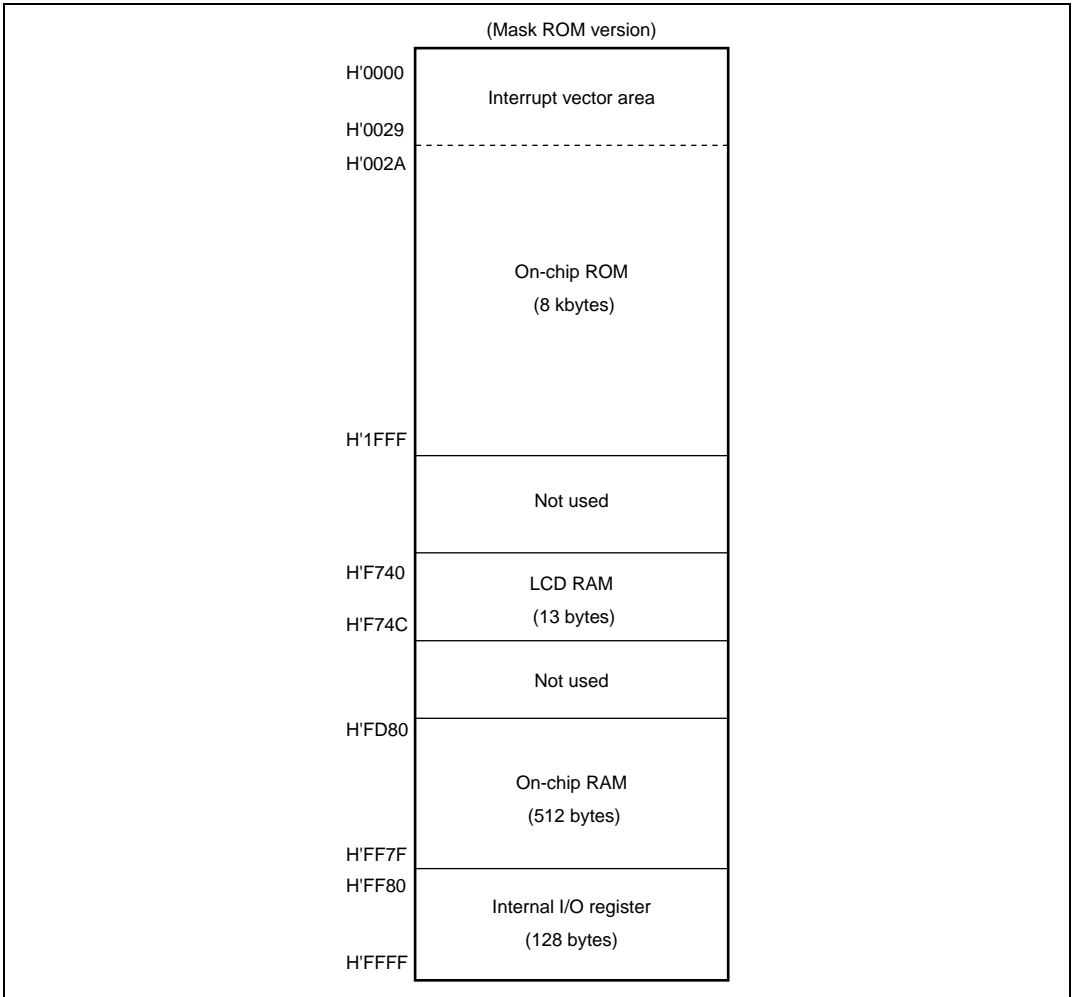 (Mask ROM version)
H'0000
Interrupt vector area
H'0029
H'002A
On-chip ROM
(8 kbytes)
H'1FFF
Not used
H'F740
LCD RAM
(13 bytes)
H'F74C
Not used
H'FD80
On-chip RAM
(512 bytes)
H'FF7F
H'FF80
Internal I/O register
(128 bytes)
H'FFFF